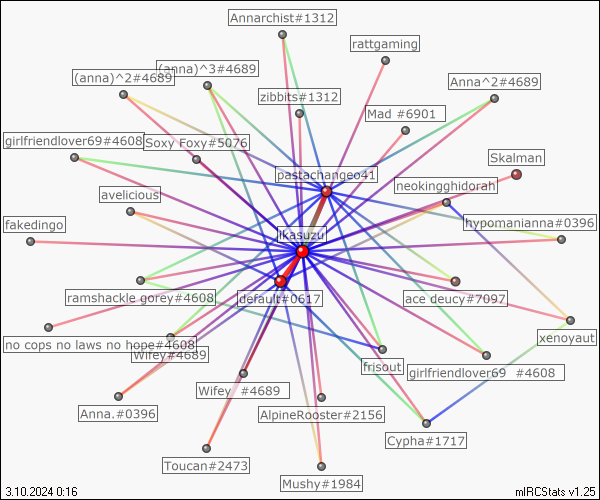 Annarchist#1312
rattgaming
(anna)^2#4689
(anna)^3#4689
Anna^2#4689
zibbits#1312
Mad #6901
girlfriendlover69#4608
Soxy Foxy#5076
Skalman
pastachangeo41
neokingghidorah
avelicious
fakedingo
hypomanianna#0396
ikasuzu
ramshackle gorey#4608
default#0617
ace deucy#7097
no cops no laws no hope#4608
Wifey#4689
xenoyaut
frisout
girlfriendlover69 #4608
Wifey #4689
Anna.#0396
AlpineRooster#2156
Cypha#1717
Toucan#2473
Mushy#1984
3.10.2024 0:16
mIRCStats v1.25